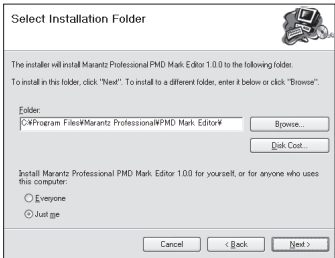 Select Installation Folder
The installer will install Marantz Professional PMD Mark Editor 1.0.0 to the following folder.
To install in this folder, click "Next". To install to a different folder, enter it below or click "Browse".
Folder:
C:¥Program Files¥Marantz Professional¥PMD Mark Editor¥
Browse...
Disk Cost...
Install Marantz Professional PMD Mark Editor 1.0.0 for yourself, or for anyone who uses
this computer:
Everyone
Just me
Cancel
< Back
Next >